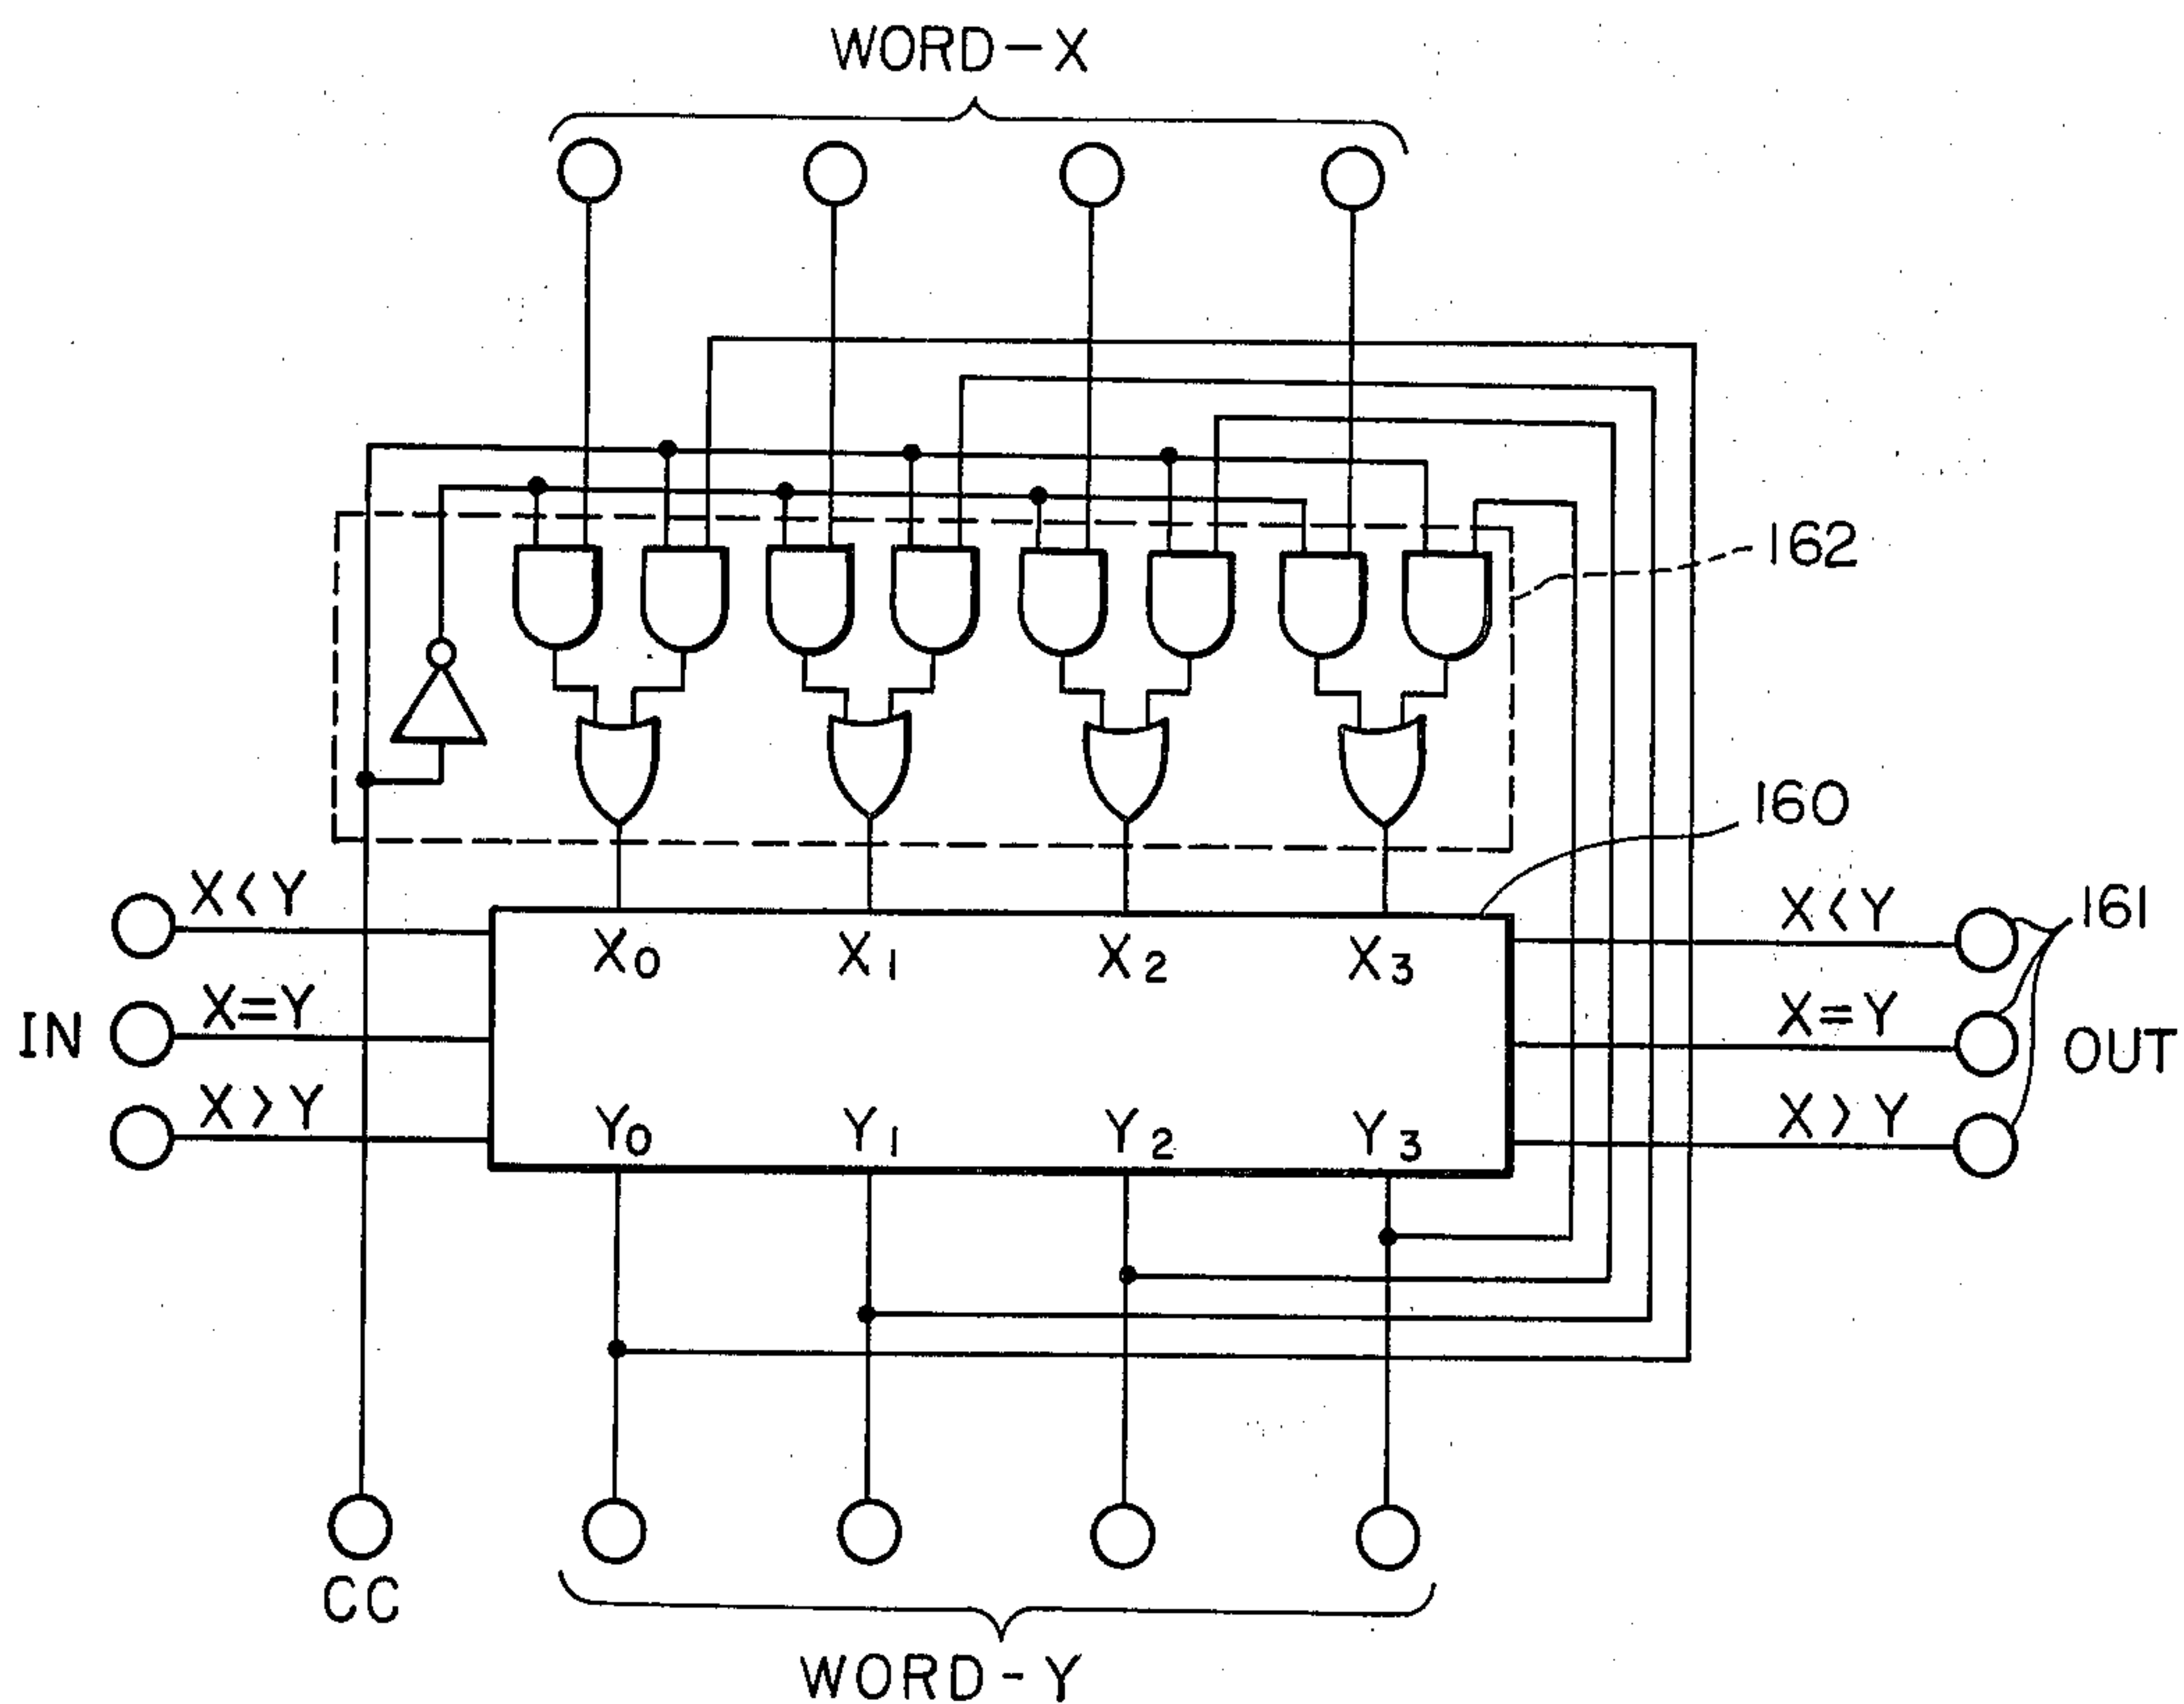 WORD-X
162
160
X<Y
X<Y
161
X0 X1 X2 X3
IN
X=Y
X=Y
OUT
X>Y
X>Y
Y0 Y1 Y2 Y3
CC
WORD-Y